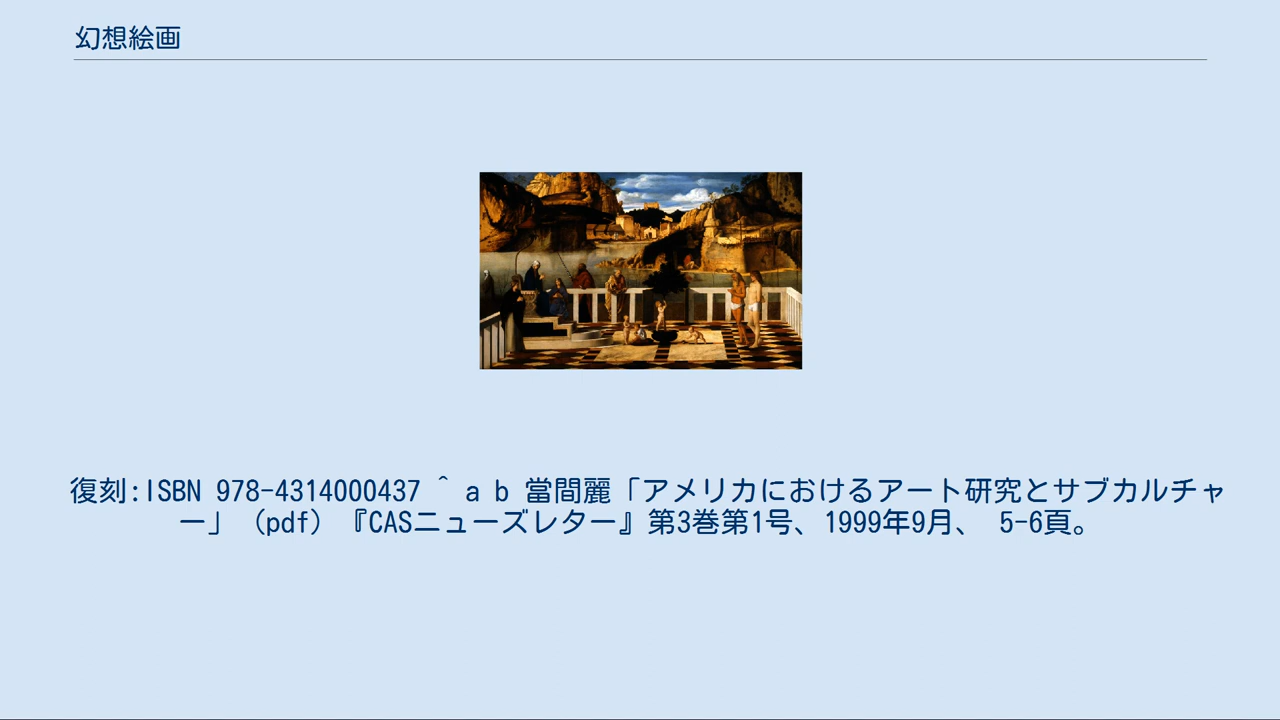 幻想絵画
復刻:ISBN 978-4314000437 ^ a b 當間麗「アメリカにおけるアート研究とサブカルチャ
ー」（pdf）『CASニューズレター』第3巻第1号、1999年9月、 5-6頁。